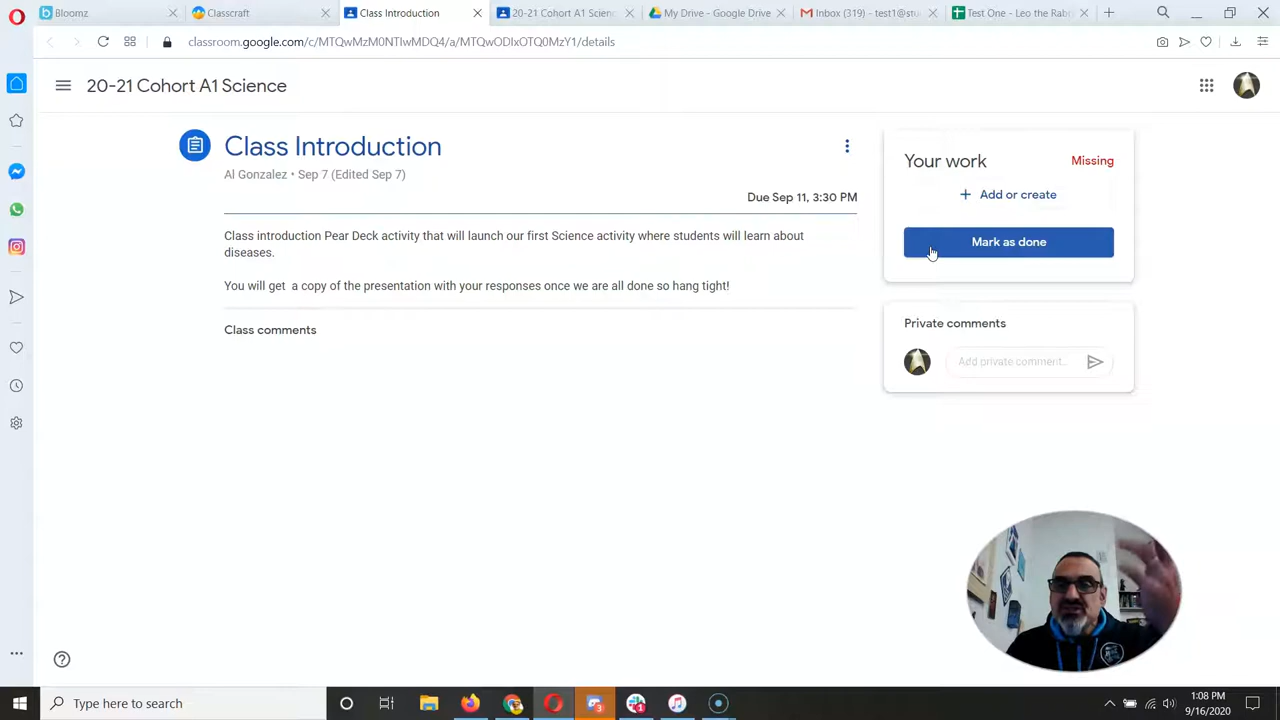 Bloomz
Classcraft
Class Introduction
20-21 Cohort A1 Scienc
My Drive - Google Drive
Inbox (319) - test1@stu
Test One - Leo the Rabb
classroom.google.com/c/MTQwMzM0NTIwMDQ4/a/MTQwODIxOTQ0MzY1/details
20-21 Cohort A1 Science
Class Introduction
Al Gonzalez • Sep 7 (Edited Sep 7)
Due Sep 11, 3:30 PM
Class introduction Pear Deck activity that will launch our first Science activity where students will learn about
diseases.
You will get a copy of the presentation with your responses once we are all done so hang tight!
Class comments
Your work
Missing
+ Add or create
Mark as done
Private comments
Add private comment...
Type here to search
1:08 PM
9/16/2020